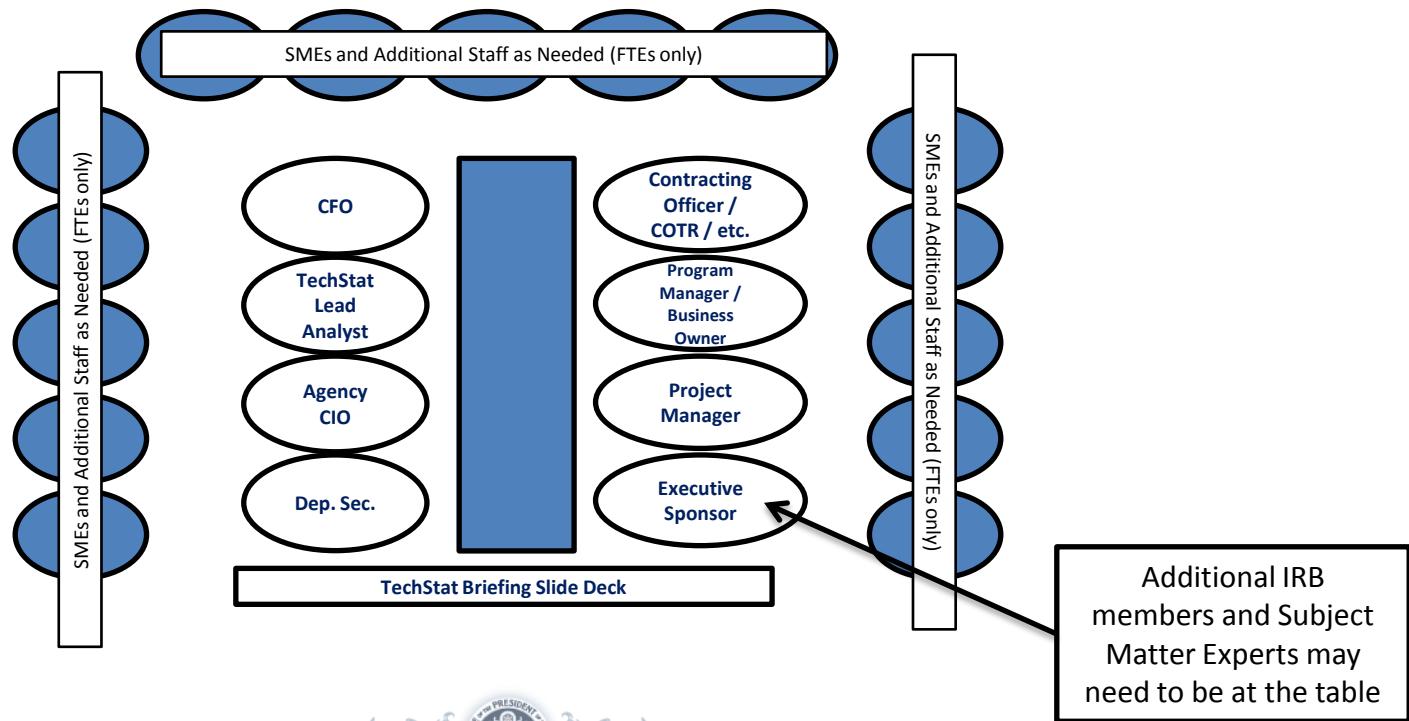 SMEs and Additional Staff as Needed (FTEs only)
SMEs and Additional Staff as Needed (FTEs only)
SMEs and Additional Staff as Needed (FTEs only)
CFO
Contracting
Officer /
COTR / etc.
TechStat
Lead
Analyst
Program
Manager /
Business
Owner
Agency
CIO
Project
Manager
Dep. Sec.
Executive
Sponsor
TechStat Briefing Slide Deck
Additional IRB
members and Subject
Matter Experts may
need to be at the table